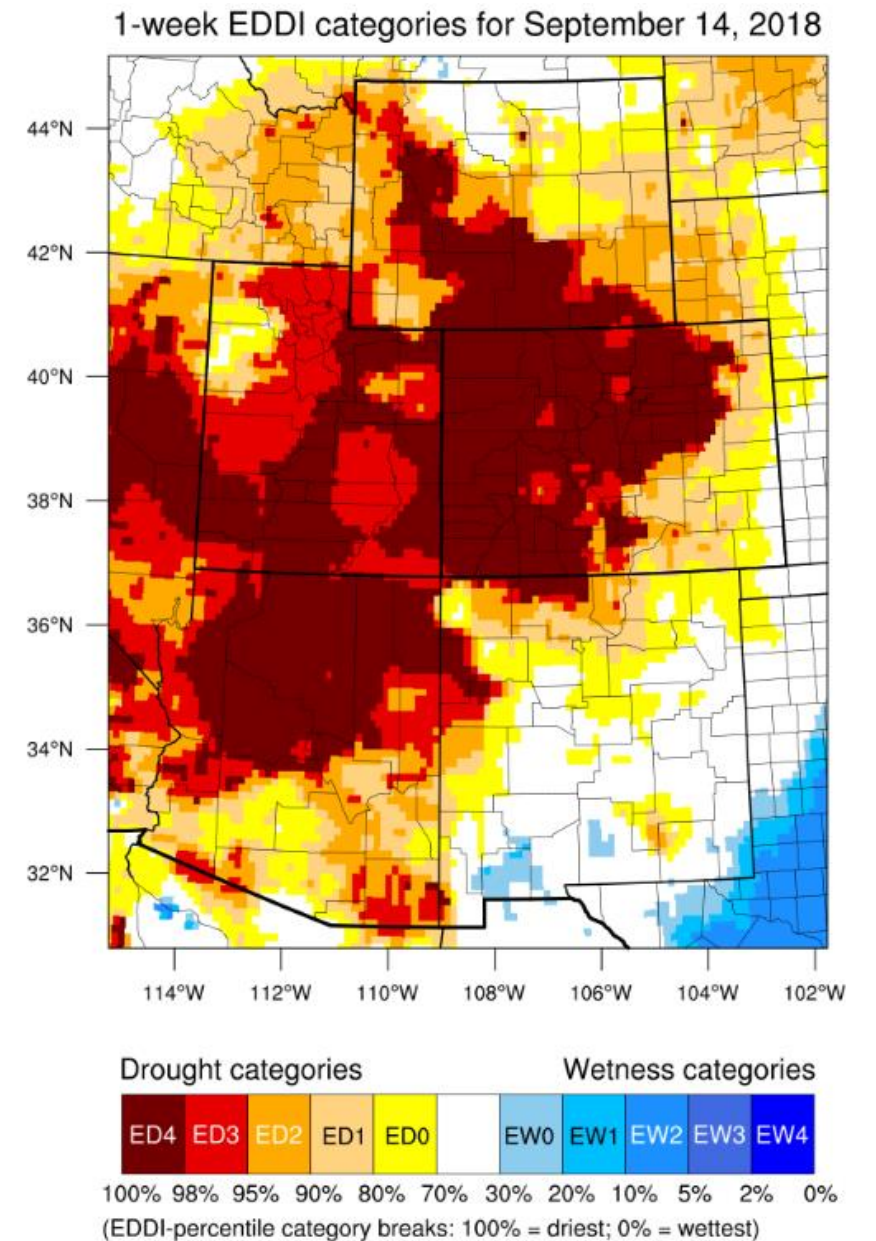 1-week EDDI categories for September 14, 2018
44°N
42°N
40°N
38°N
36°N
34°N
32°N
114°W 112°W 110°W 108°W 106°W 104°W 102°W
Drought categories Wetness categories
ED4 ED3 ED2 ED1 ED0 EW0 EW1 EW2 EW3 EW4
100% 98% 95% 90% 80% 70% 30% 20% 10% 5% 2% 0%
(EDDI-percentile category breaks: 100% = driest; 0% = wettest)